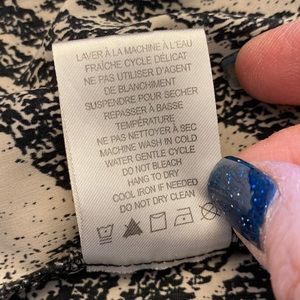 LAVER À LA MACHINE À L'EAU
FRAÎCHE CYCLE DÉLICAT
NE PAS UTILISER D'AGENT
DE BLANCHIMENT
SUSPENDRE POUR SÉCHER
REPASSER À BASSE
TEMPÉRATURE
NE PAS NETTOYER À SEC
MACHINE WASH IN COLD
WATER GENTLE CYCLE
DO NOT BLEACH
HANG TO DRY
COOL IRON IF NEEDED
DO NOT DRY CLEAN